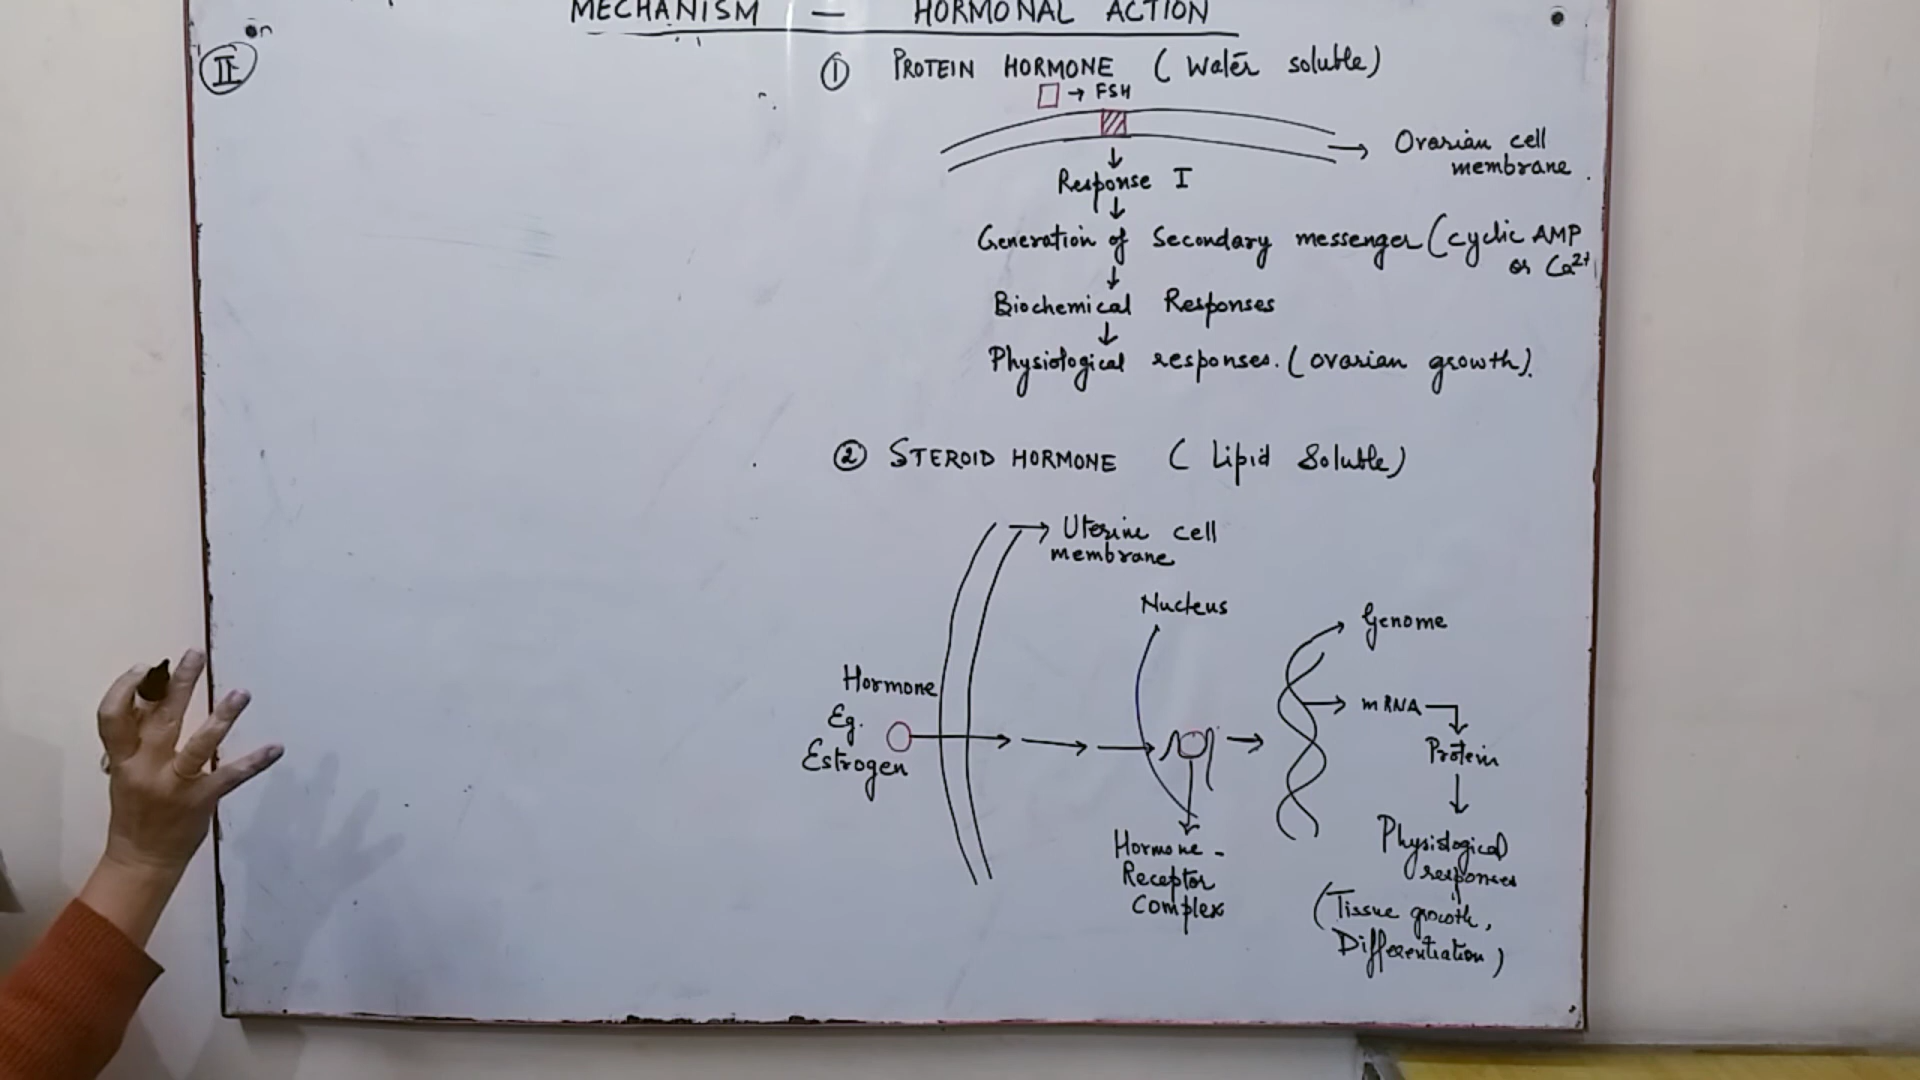 MECHANISM — HORMONAL ACTION
II
① PROTEIN HORMONE (Water soluble)
→ FSH
→ Ovarian cell
membrane.
↓
Response I
↓
Generation of Secondary messenger (cyclic AMP
or Ca2+
↓
Biochemical Responses
↓
Physiological responses. (ovarian growth).
② STEROID HORMONE (Lipid Soluble)
→ Uterine cell
membrane
Nucleus
Genome
Hormone
Eg.
Estrogen
mRNA
Protein
Hormone -
Receptor
Complex
Physiological
responses
(Tissue growth,
Differentiation)